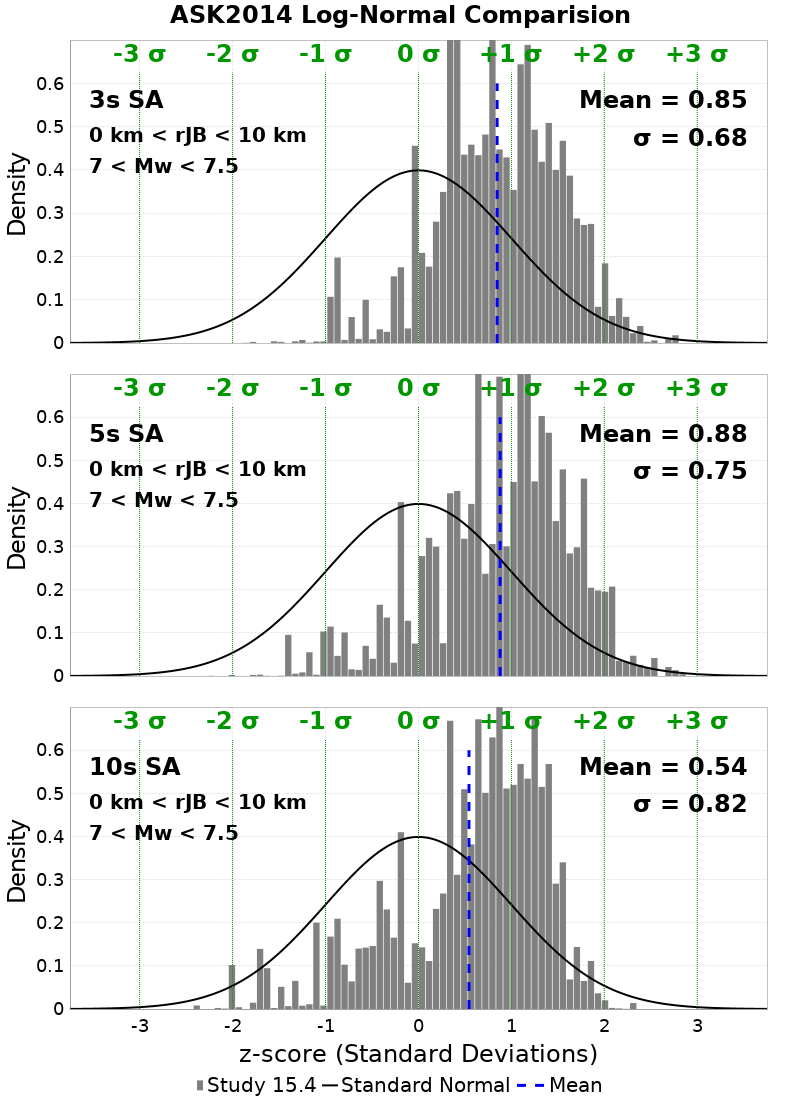 ASK2014 Log-Normal Comparision
-3 σ -2 σ -1 σ 0 σ +1 σ +2 σ +3 σ
0.6
3s SA
Mean = 0.85
0.5
0 km < rJB < 10 km
σ = 0.68
7 < Mw < 7.5
0.4
0.3
0.2
0.1
0
Density
-3 σ -2 σ -1 σ 0 σ +1 σ +2 σ +3 σ
0.6
5s SA
Mean = 0.88
0.5
0 km < rJB < 10 km
σ = 0.75
7 < Mw < 7.5
0.4
0.3
0.2
0.1
0
Density
-3 σ -2 σ -1 σ 0 σ +1 σ +2 σ +3 σ
0.6
10s SA
Mean = 0.54
0.5
0 km < rJB < 10 km
σ = 0.82
7 < Mw < 7.5
0.4
0.3
0.2
0.1
0
Density
-3 -2 -1 0 1 2 3
z-score (Standard Deviations)
Study 15.4 Standard Normal Mean